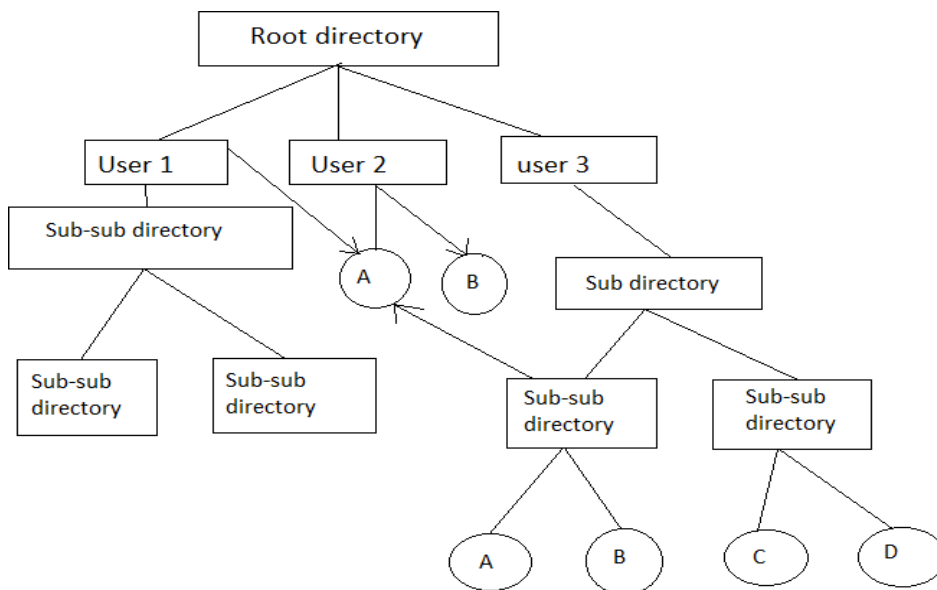 Root directory
User 1
User 2
user 3
Sub-sub directory
A
B
Sub directory
Sub-sub
directory
Sub-sub
directory
Sub-sub
directory
Sub-sub
directory
A
B
C
D